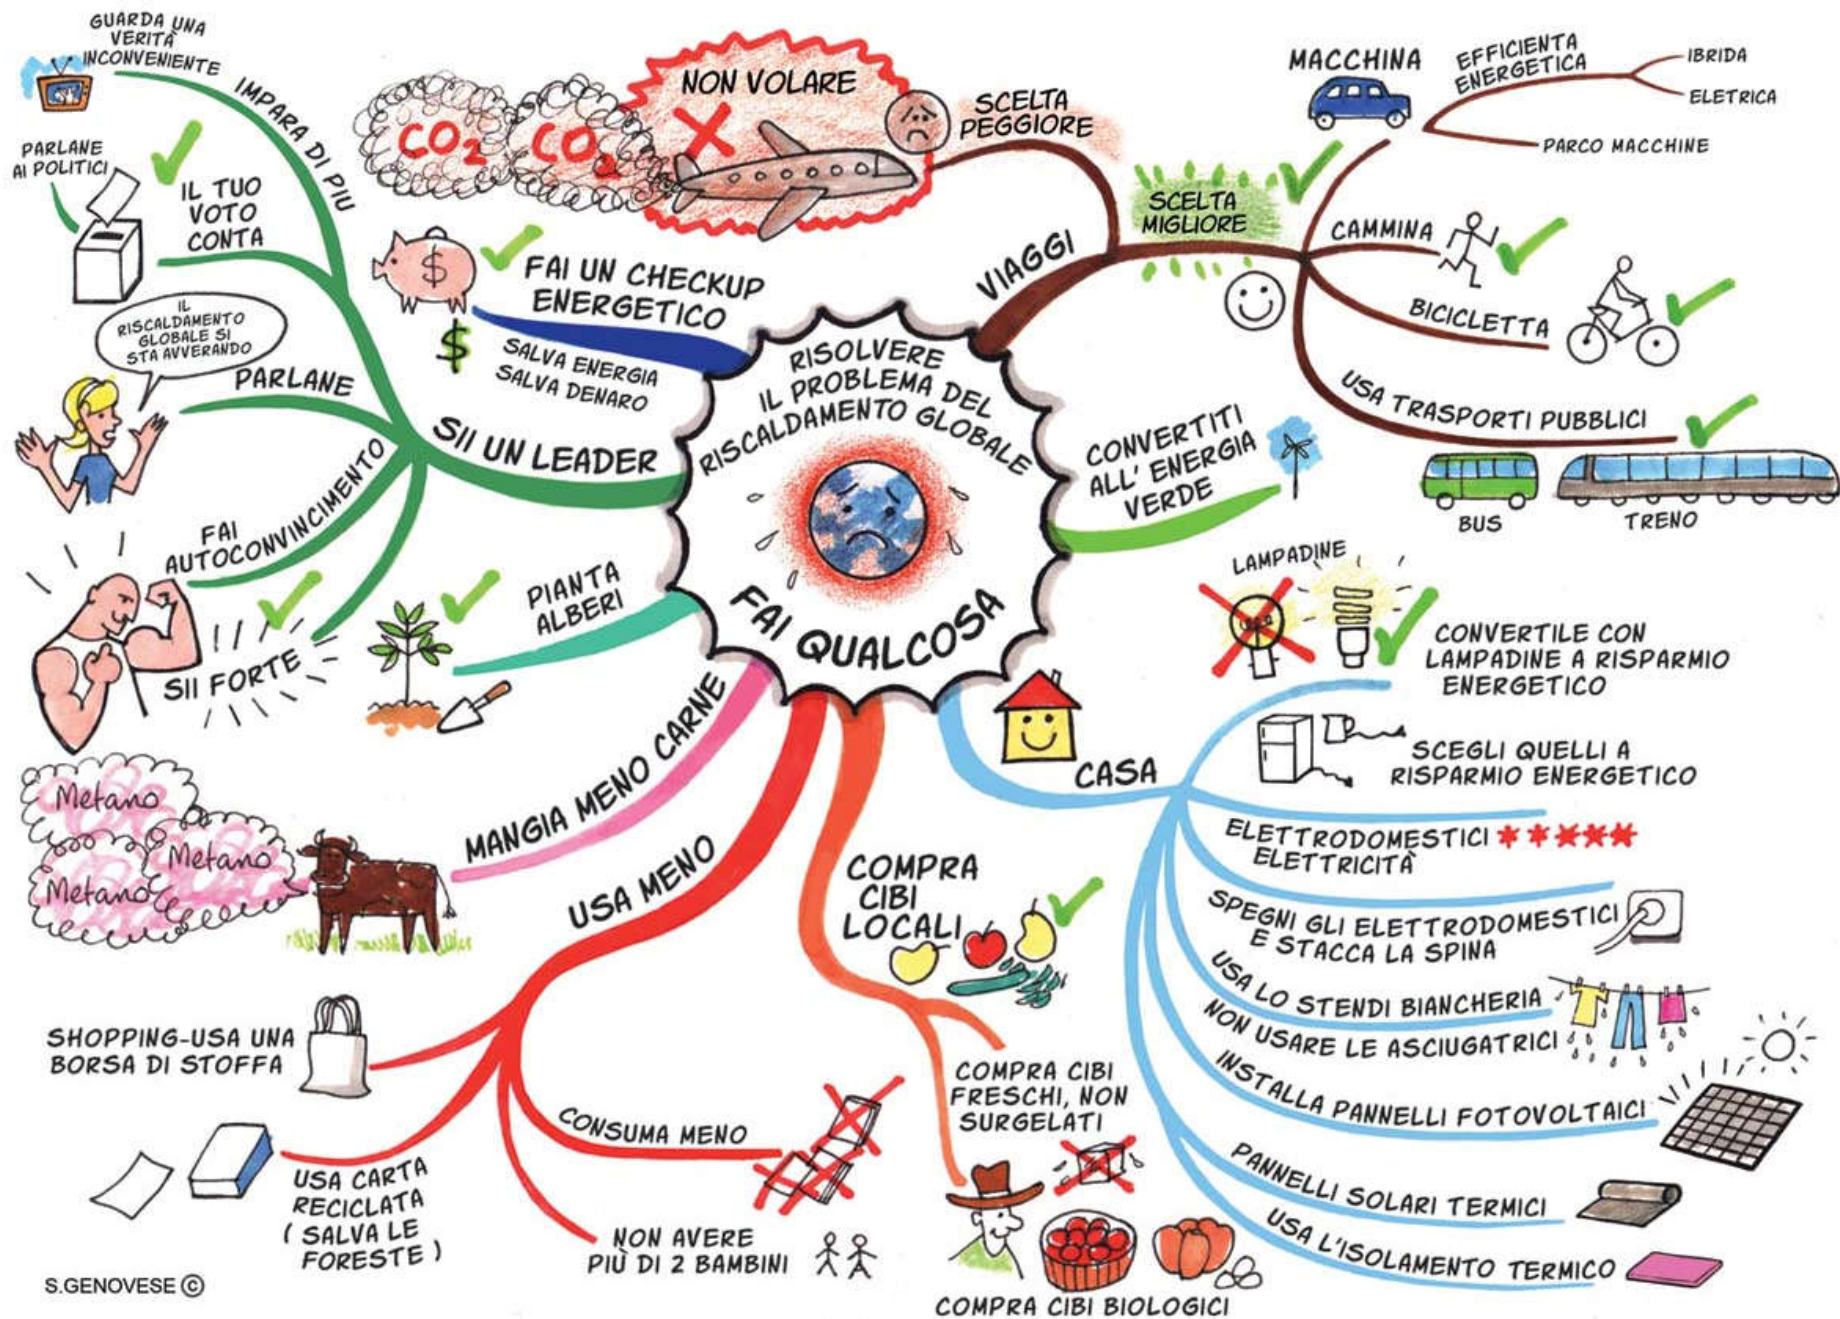 RISOLVERE
IL PROBLEMA DEL
RISCALDAMENTO GLOBALE
FAI QUALCOSA
VIAGGI
SCELTA
PEGGIORE
NON VOLARE
CO2
CO2
SCELTA
MIGLIORE
MACCHINA
EFFICIENTA
ENERGETICA
IBRIDA
ELETRICA
PARCO MACCHINE
CAMMINA
BICICLETTA
USA TRASPORTI PUBBLICI
BUS
TRENO
CONVERTITI
ALL' ENERGIA
VERDE
CASA
LAMPADINE
CONVERTILE CON
LAMPADINE A RISPARMIO
ENERGETICO
SCEGLI QUELLI A
RISPARMIO ENERGETICO
ELETTRODOMESTICI *****
ELETTRICITÀ
SPEGNI GLI ELETTRODOMESTICI
E STACCA LA SPINA
USA LO STENDI BIANCHERIA
NON USARE LE ASCIUGATRICI
INSTALLA PANNELLI FOTOVOLTAICI
PANNELLI SOLARI TERMICI
USA L'ISOLAMENTO TERMICO
COMPRA
CIBI
LOCALI
COMPRA CIBI
FRESCHI, NON
SURGELATI
COMPRA CIBI BIOLOGICI
USA MENO
SHOPPING-USA UNA
BORSA DI STOFFA
USA CARTA
RECICLATA
( SALVA LE
FORESTE )
CONSUMA MENO
NON AVERE
PIÙ DI 2 BAMBINI
MANGIA MENO CARNE
Metano
Metano
Metano
PIANTA
ALBERI
SII UN LEADER
IMPARA DI PIU
GUARDA UNA
VERITÀ
INCONVENIENTE
IL TUO
VOTO
CONTA
PARLANE
AI POLITICI
PARLANE
IL
RISCALDAMENTO
GLOBALE SI
STA AVVERANDO
FAI
AUTOCONVINCIMENTO
SII FORTE
FAI UN CHECKUP
ENERGETICO
SALVA ENERGIA
SALVA DENARO
$
$
S.GENOVESE ©